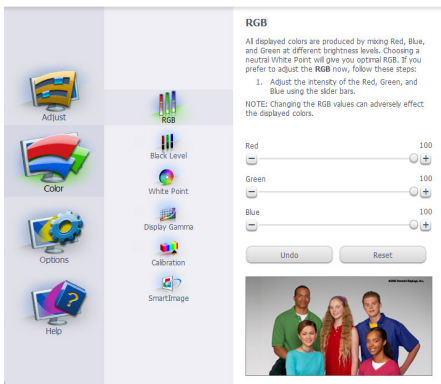 Adjust
Color
Options
Help
RGB
Black Level
White Point
Display Gamma
Calibration
SmartImage
RGB
All displayed colors are produced by mixing Red, Blue,
and Green at different brightness levels. Choosing a
neutral White Point will give you optimal RGB. If you
prefer to adjust the RGB now, follow these steps:
1. Adjust the intensity of the Red, Green, and
Blue using the slider bars.
NOTE: Changing the RGB values can adversely effect
the displayed colors.
Red 100
Green 100
Blue 100
Undo Reset